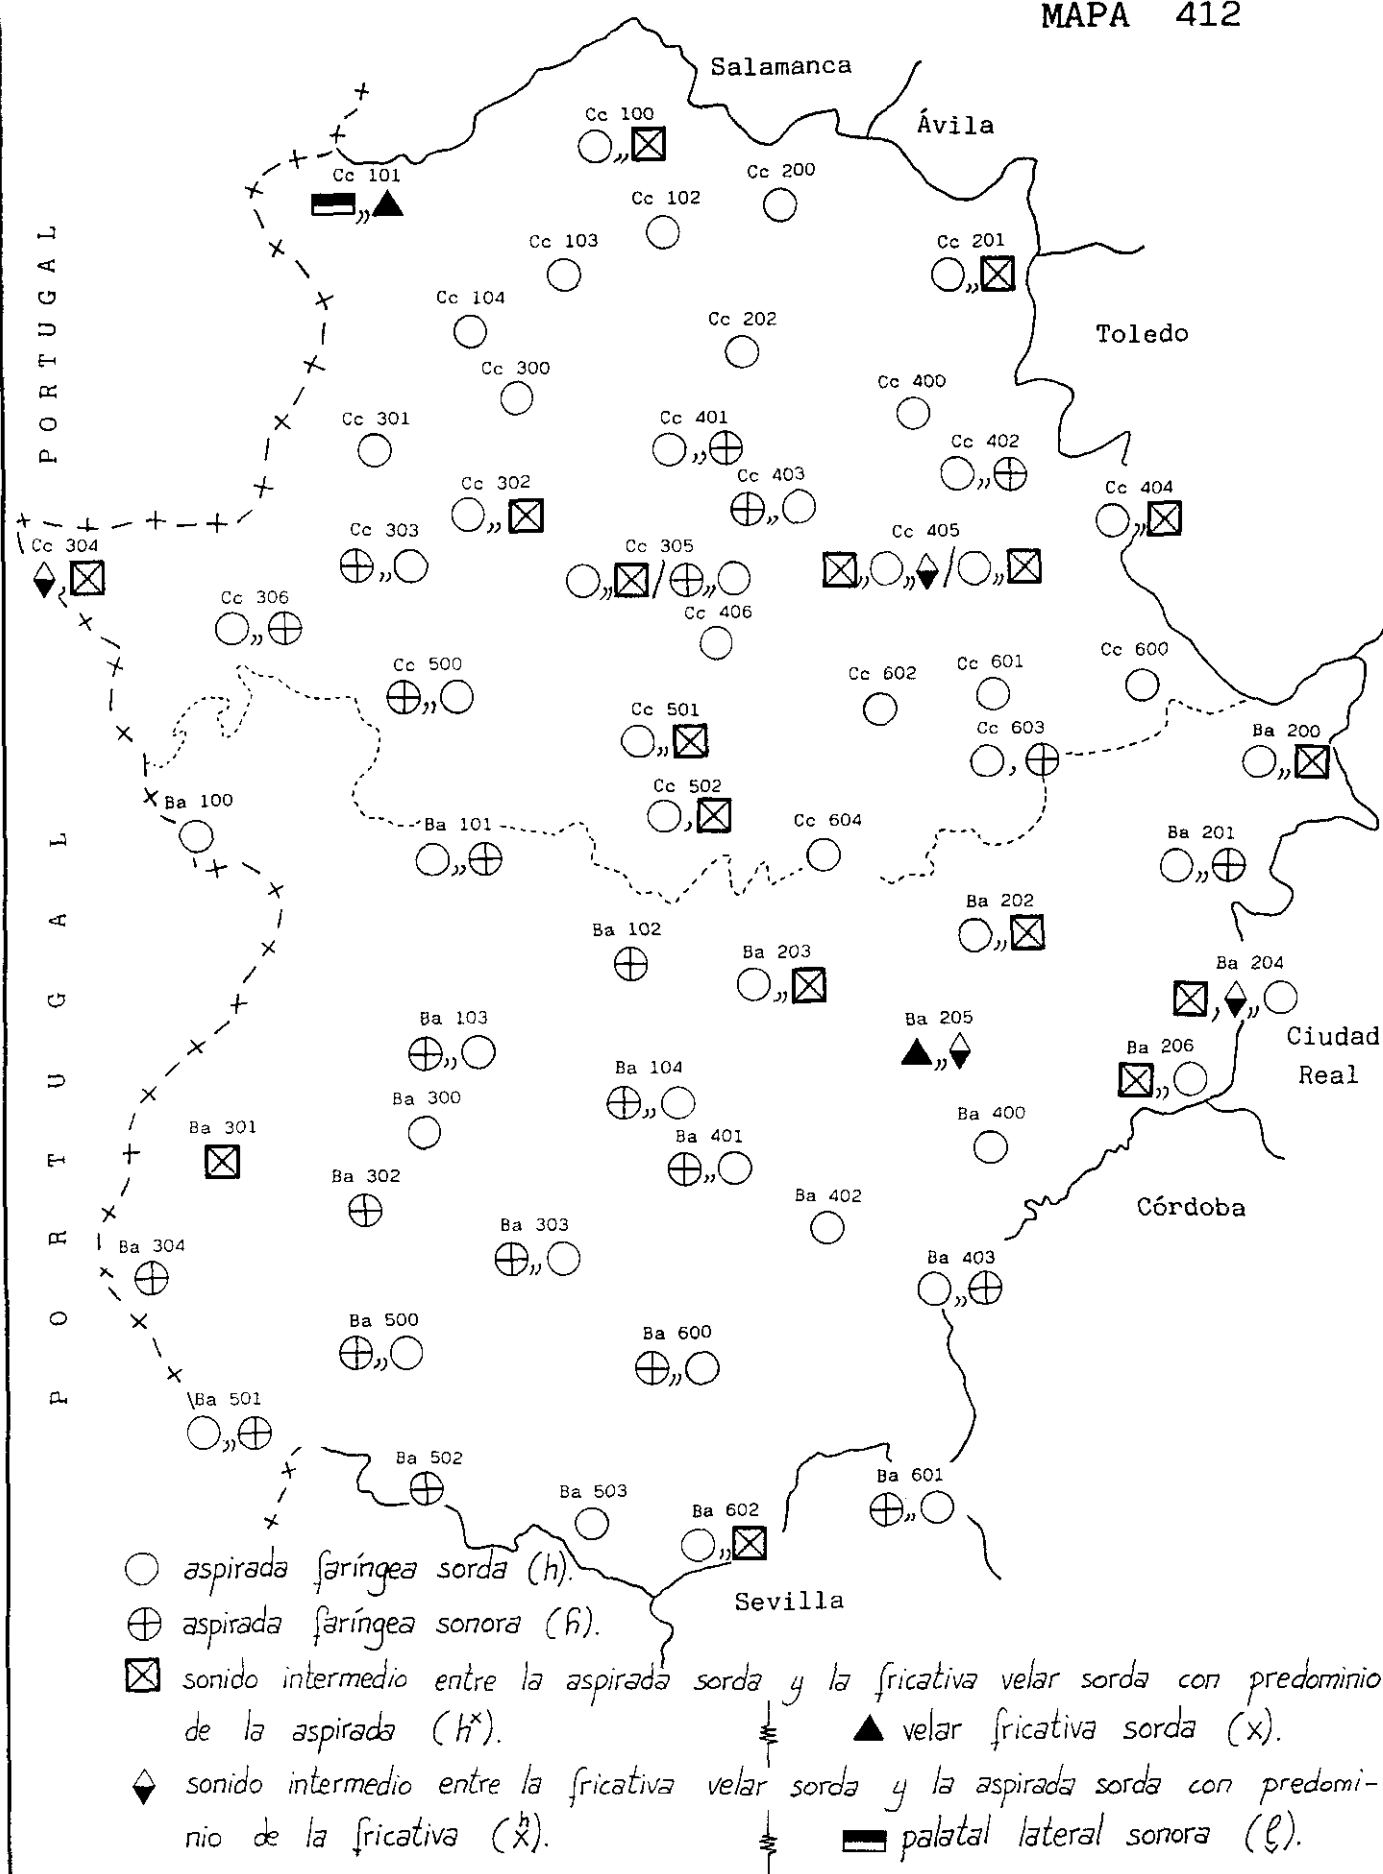 MAPA 412
Salamanca
Ávila
Cc 100
Cc 101
Cc 200
Cc 102
Cc 103
Cc 201
Cc 104
Cc 202
Toledo
Cc 300
Cc 400
Cc 301
Cc 401
Cc 402
Cc 403
Cc 302
Cc 404
Cc 303
Cc 304
Cc 305
Cc 405
Cc 306
Cc 406
Cc 500
Cc 602
Cc 601
Cc 600
Cc 501
Cc 603
Ba 200
Cc 502
Ba 100
Ba 101
Cc 604
Ba 201
Ba 202
Ba 102
Ba 203
Ba 204
Ba 103
Ba 205
Ciudad
Real
Ba 206
Ba 104
Ba 300
Ba 400
Ba 301
Ba 401
Ba 302
Ba 402
Córdoba
Ba 303
Ba 304
Ba 403
Ba 500
Ba 600
Ba 501
Ba 502
Ba 503
Ba 601
Ba 602
Sevilla
PORTUGAL
PORTUGAL
aspirada faríngea sorda (h).
aspirada faríngea sonora (ɦ).
sonido intermedio entre la aspirada sorda y la fricativa velar sorda con predominio
de la aspirada (hˣ).
velar fricativa sorda (x).
sonido intermedio entre la fricativa velar sorda y la aspirada sorda con predomi-
nio de la fricativa (xʰ).
palatal lateral sonora (ḽ).